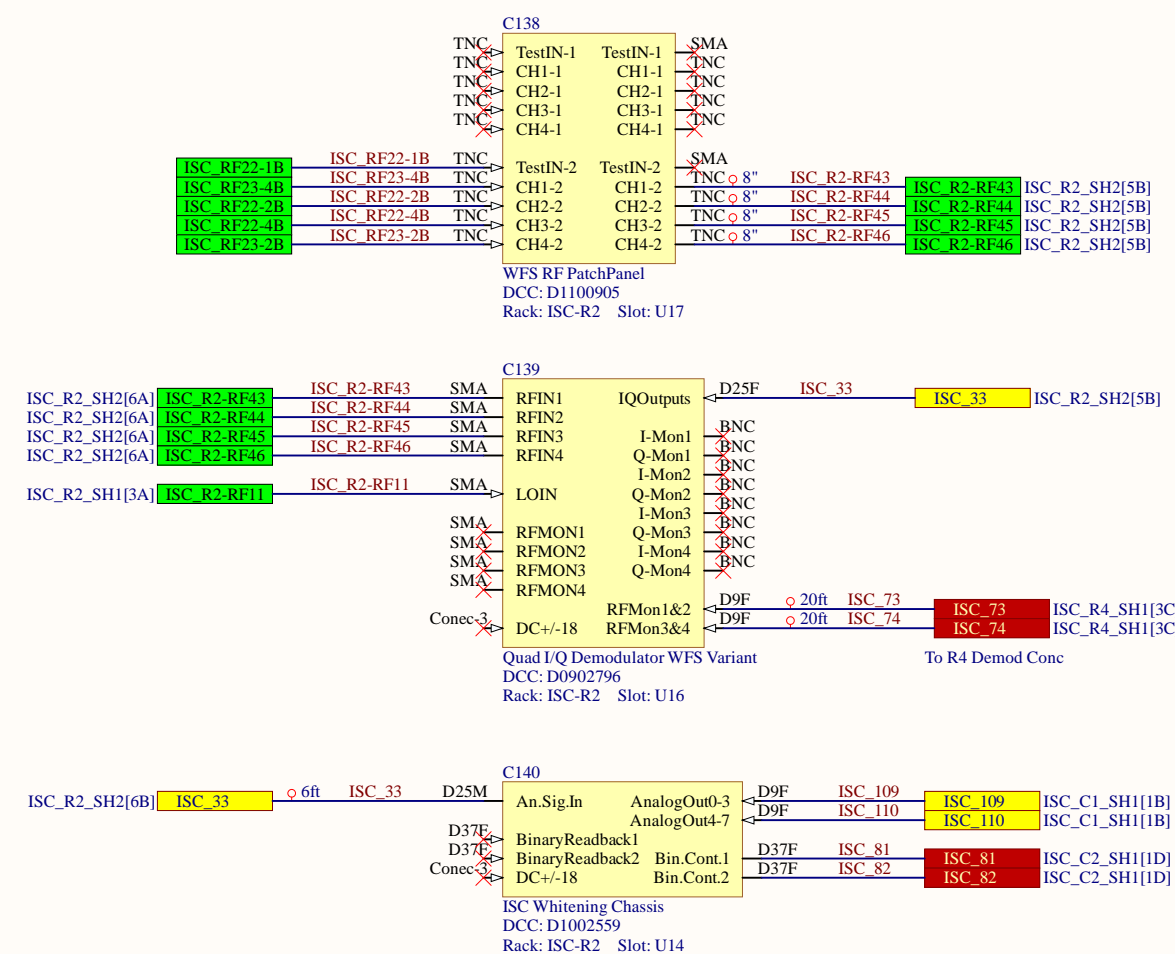 C138
TNC TestIN-1 TestIN-1 SMA
TNC CH1-1 CH1-1 TNC
TNC CH2-1 CH2-1 TNC
TNC CH3-1 CH3-1 TNC
TNC CH4-1 CH4-1 TNC
ISC_RF22-1B ISC_RF22-1B TNC TestIN-2 TestIN-2 SMA
ISC_RF23-4B ISC_RF23-4B TNC CH1-2 CH1-2 TNC 8" ISC_R2-RF43 ISC_R2-RF43 ISC_R2_SH2[5B]
ISC_RF22-2B ISC_RF22-2B TNC CH2-2 CH2-2 TNC 8" ISC_R2-RF44 ISC_R2-RF44 ISC_R2_SH2[5B]
ISC_RF22-4B ISC_RF22-4B TNC CH3-2 CH3-2 TNC 8" ISC_R2-RF45 ISC_R2-RF45 ISC_R2_SH2[5B]
ISC_RF23-2B ISC_RF23-2B TNC CH4-2 CH4-2 TNC 8" ISC_R2-RF46 ISC_R2-RF46 ISC_R2_SH2[5B]
WFS RF PatchPanel
DCC: D1100905
Rack: ISC-R2 Slot: U17
C139
ISC_R2_SH2[6A] ISC_R2-RF43 ISC_R2-RF43 SMA RFIN1 IQOutputs D25F ISC_33 ISC_33 ISC_R2_SH2[5B]
ISC_R2_SH2[6A] ISC_R2-RF44 ISC_R2-RF44 SMA RFIN2
ISC_R2_SH2[6A] ISC_R2-RF45 ISC_R2-RF45 SMA RFIN3 I-Mon1 BNC
ISC_R2_SH2[6A] ISC_R2-RF46 ISC_R2-RF46 SMA RFIN4 Q-Mon1 BNC
I-Mon2 BNC
ISC_R2_SH1[3A] ISC_R2-RF11 ISC_R2-RF11 SMA LOIN Q-Mon2 BNC
I-Mon3 BNC
SMA RFMON1 Q-Mon3 BNC
SMA RFMON2 I-Mon4 BNC
SMA RFMON3 Q-Mon4 BNC
SMA RFMON4
RFMon1&2 D9F 20ft ISC_73 ISC_73 ISC_R4_SH1[3C
Conec-3 DC+/-18 RFMon3&4 D9F 20ft ISC_74 ISC_74 ISC_R4_SH1[3C
Quad I/Q Demodulator WFS Variant To R4 Demod Conc
DCC: D0902796
Rack: ISC-R2 Slot: U16
C140
ISC_R2_SH2[6B] ISC_33 6ft ISC_33 D25M An.Sig.In AnalogOut0-3 D9F ISC_109 ISC_109 ISC_C1_SH1[1B]
AnalogOut4-7 D9F ISC_110 ISC_110 ISC_C1_SH1[1B]
D37F BinaryReadback1
D37F BinaryReadback2 Bin.Cont.1 D37F ISC_81 ISC_81 ISC_C2_SH1[1D]
Conec-3 DC+/-18 Bin.Cont.2 D37F ISC_82 ISC_82 ISC_C2_SH1[1D]
ISC Whitening Chassis
DCC: D1002559
Rack: ISC-R2 Slot: U14